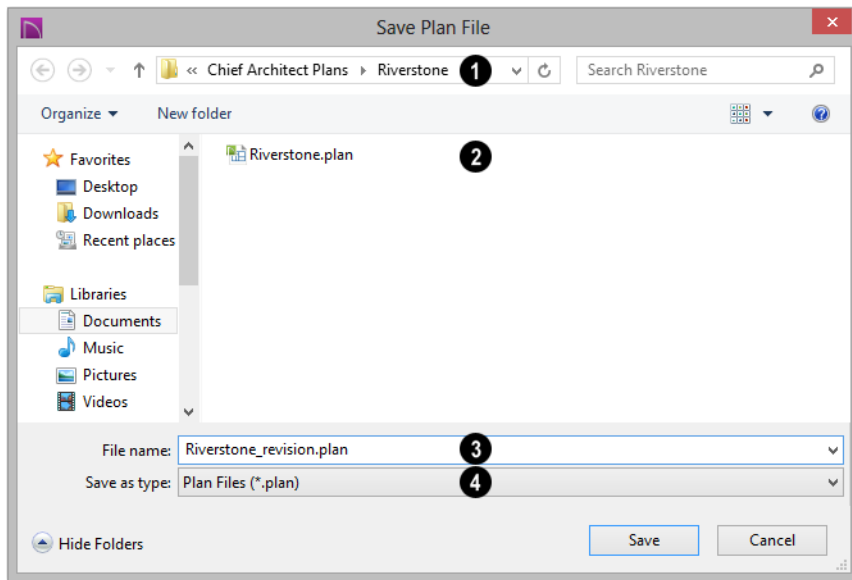 Save Plan File
×
« Chief Architect Plans Riverstone 1 Search Riverstone
Organize New folder
Favorites
Desktop
Downloads
Recent places
Libraries
Documents
Music
Pictures
Videos
Riverstone.plan 2
File name: Riverstone_revision.plan 3
Save as type: Plan Files (*.plan) 4
Hide Folders Save Cancel